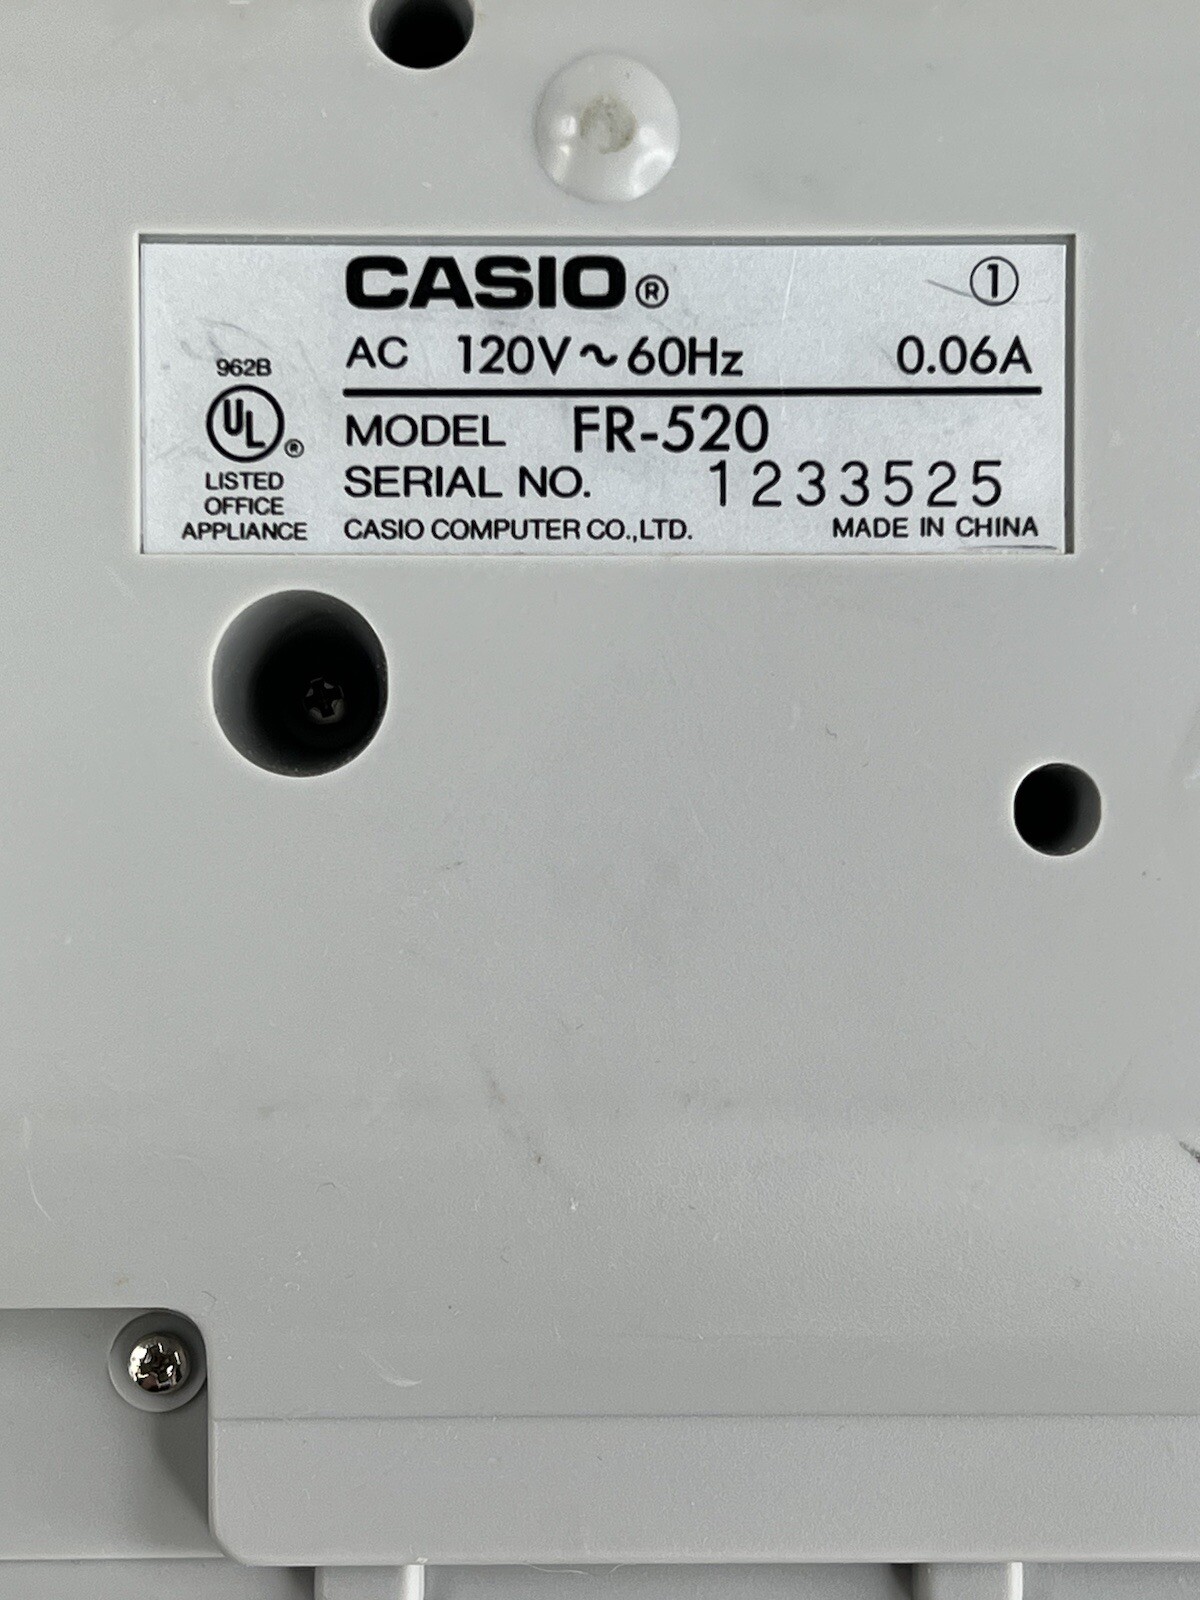 CASIO® ①
AC 120V~60Hz 0.06A
962B
UL®
LISTED
OFFICE
APPLIANCE
MODEL FR-520
SERIAL NO. 1233525
CASIO COMPUTER CO.,LTD. MADE IN CHINA